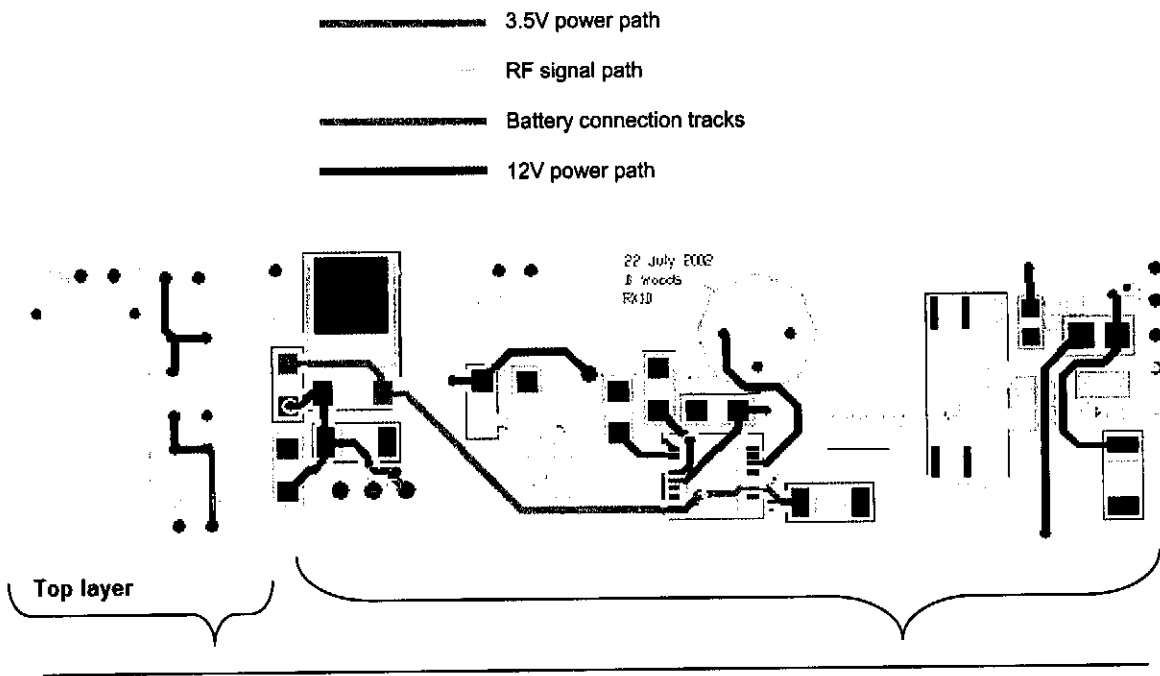 3.5V power path
RF signal path
Battery connection tracks
12V power path
22 July 2002
B Woods
RX1D
Top layer